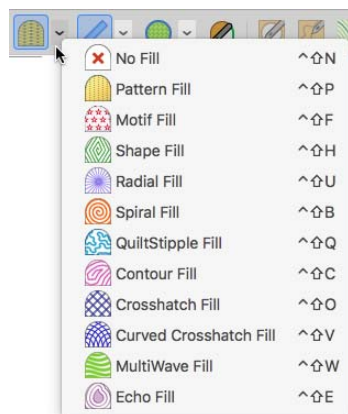 No Fill ^⇧N
Pattern Fill ^⇧P
Motif Fill ^⇧F
Shape Fill ^⇧H
Radial Fill ^⇧U
Spiral Fill ^⇧B
QuiltStipple Fill ^⇧Q
Contour Fill ^⇧C
Crosshatch Fill ^⇧O
Curved Crosshatch Fill ^⇧V
MultiWave Fill ^⇧W
Echo Fill ^⇧E